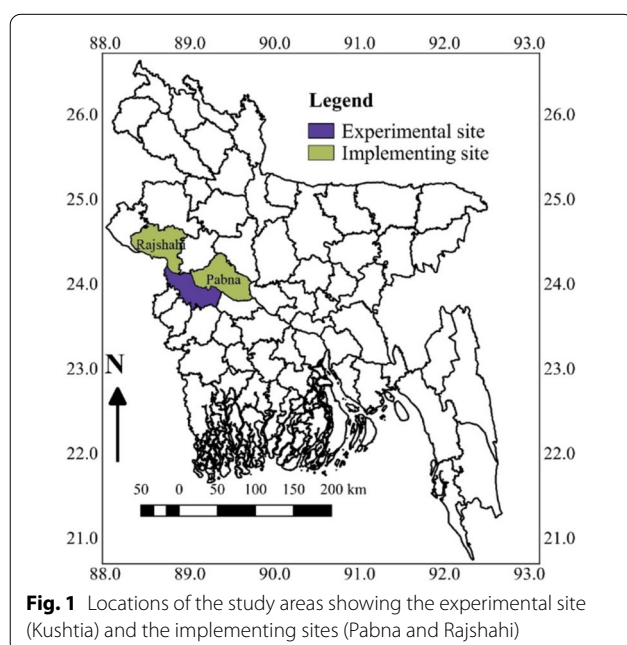 88.0 89.0 90.0 91.0 92.0 93.0
Legend
Experimental site
Implementing site
26.0 26.0
25.0 25.0
Rajshahi
Pabna
24.0 24.0
23.0 23.0
N
22.0 22.0
50 0 50 100 150 200 km
21.0 21.0
88.0 89.0 90.0 91.0 92.0 93.0
Fig. 1 Locations of the study areas showing the experimental site
(Kushtia) and the implementing sites (Pabna and Rajshahi)